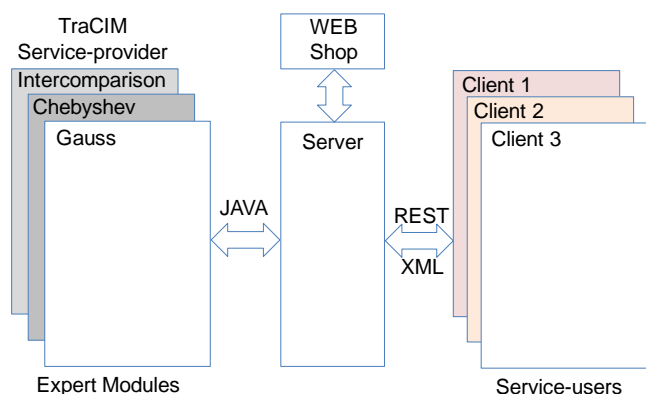 TraCIM
Service-provider
Intercomparison
Chebyshev
Gauss
Expert Modules
JAVA
WEB
Shop
Server
REST
XML
Client 1
Client 2
Client 3
Service-users